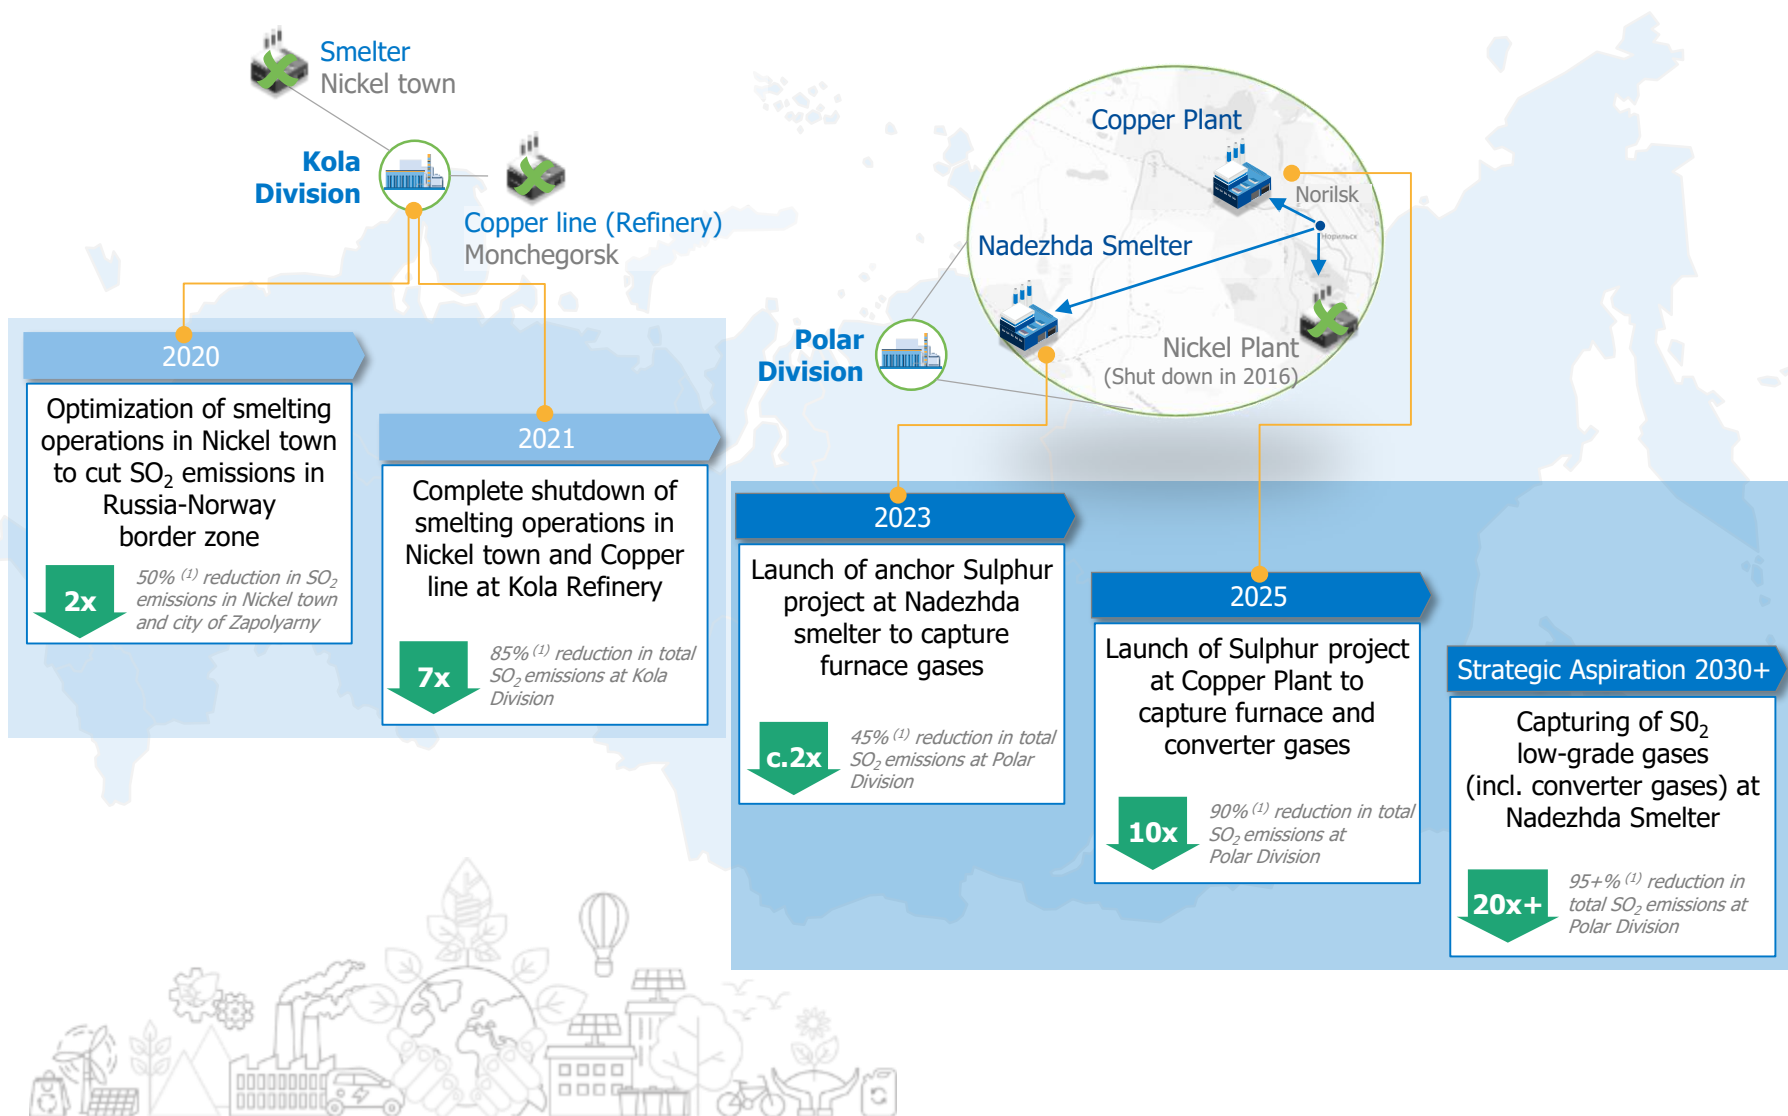 Smelter
Nickel town
Kola
Division
Copper line (Refinery)
Monchegorsk
Copper Plant
Norilsk
Норильск
Nadezhda Smelter
Polar
Division
Nickel Plant
(Shut down in 2016)
2020
Optimization of smelting
operations in Nickel town
to cut SO2 emissions in
Russia-Norway
border zone
2x
50% (1) reduction in SO2
emissions in Nickel town
and city of Zapolyarny
2021
Complete shutdown of
smelting operations in
Nickel town and Copper
line at Kola Refinery
7x
85% (1) reduction in total
SO2 emissions at Kola
Division
2023
Launch of anchor Sulphur
project at Nadezhda
smelter to capture
furnace gases
c.2x
45% (1) reduction in total
SO2 emissions at Polar
Division
2025
Launch of Sulphur project
at Copper Plant to
capture furnace and
converter gases
10x
90% (1) reduction in total
SO2 emissions at
Polar Division
Strategic Aspiration 2030+
Capturing of S02
low-grade gases
(incl. converter gases) at
Nadezhda Smelter
20x+
95+% (1) reduction in
total SO2 emissions at
Polar Division